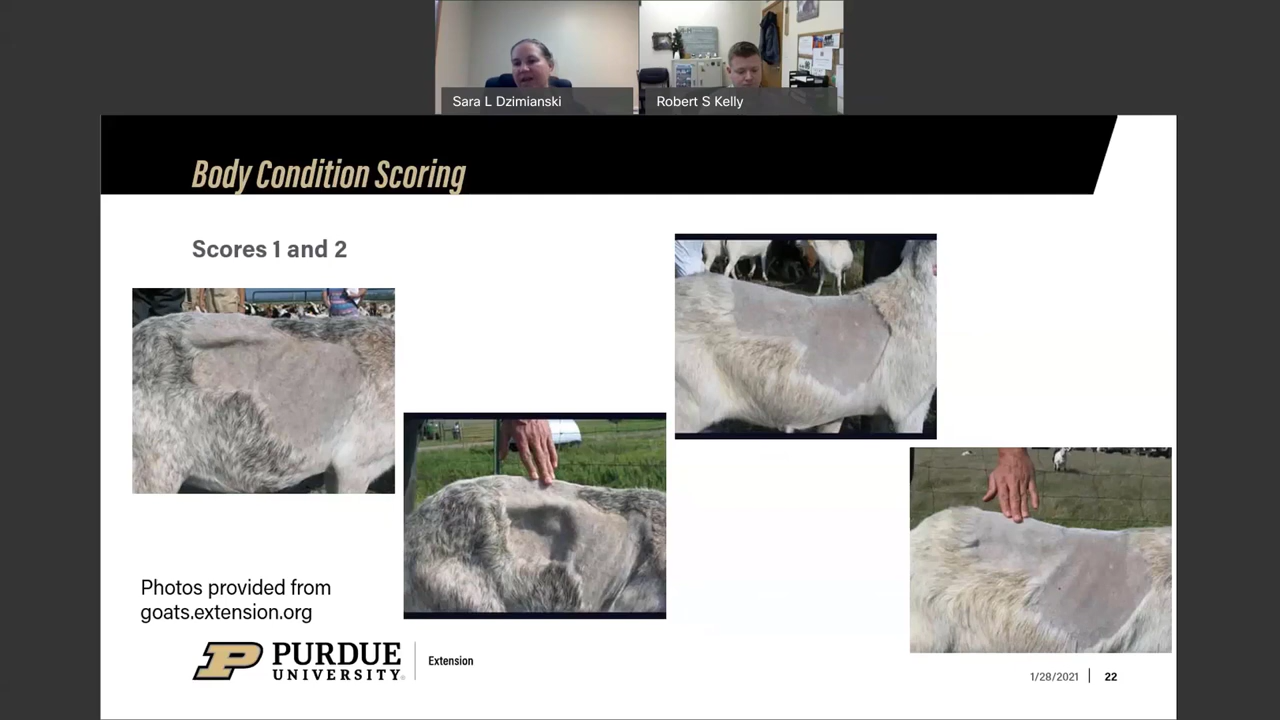 Sara L Dzimianski
Robert S Kelly
Body Condition Scoring
Scores 1 and 2
Photos provided from
goats.extension.org
PURDUE
UNIVERSITY
Extension
1/28/2021
22